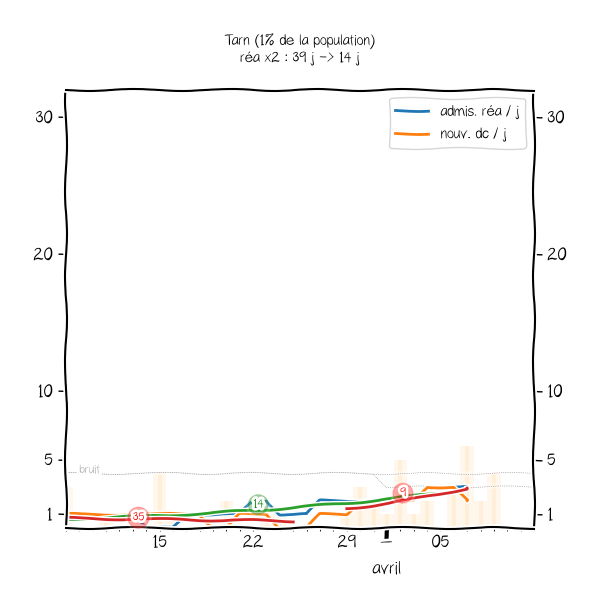 Tarn (1% de la population)
réa x2 : 39 j -> 14 j
admis. réa / j
nouv. dc / j
30 30
20 20
10 10
5 5
bruit
1 1
35 14 9
15 22 29 05
avril